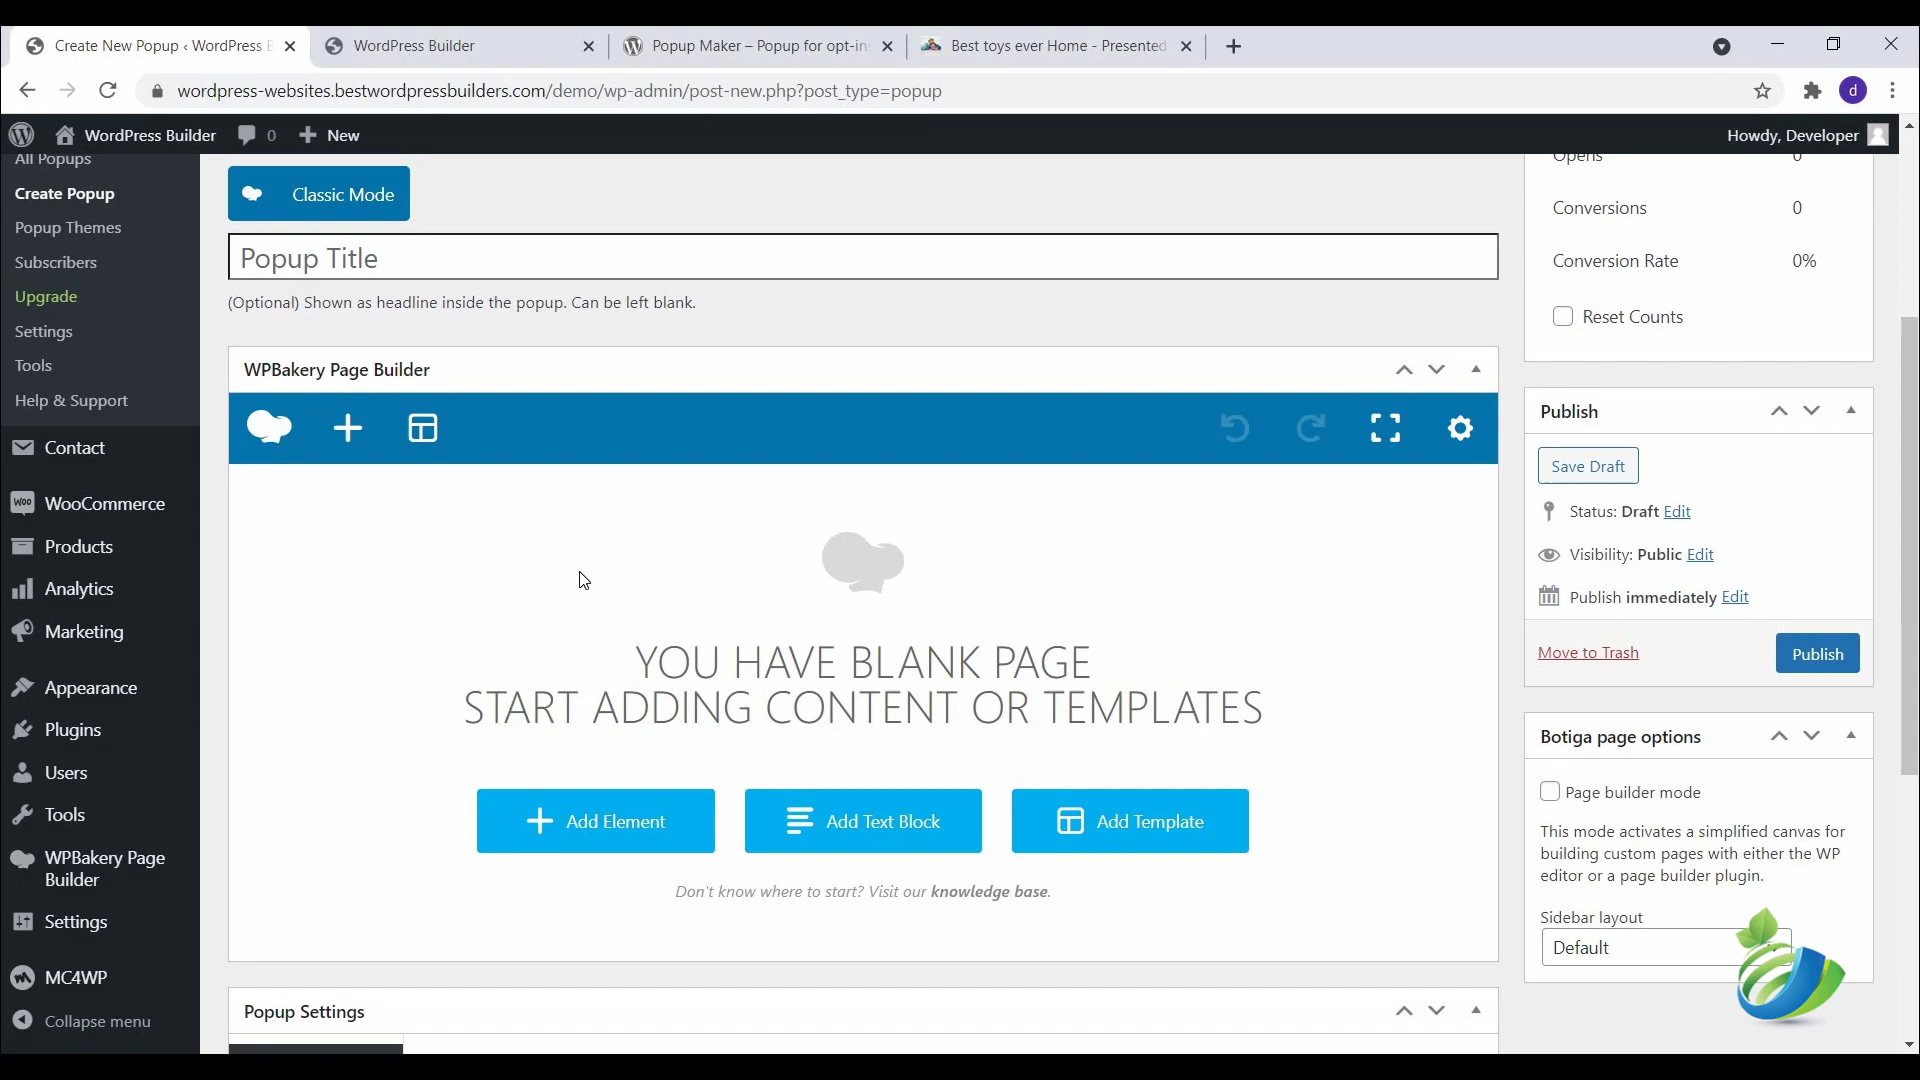 Create New Popup ‹ WordPress B
WordPress Builder
Popup Maker – Popup for opt-ins
Best toys ever Home - Presented
wordpress-websites.bestwordpressbuilders.com/demo/wp-admin/post-new.php?post_type=popup
d
WordPress Builder
0
New
Howdy, Developer
All Popups
Create Popup
Popup Themes
Subscribers
Upgrade
Settings
Tools
Help & Support
Contact
WooCommerce
Products
Analytics
Marketing
Appearance
Plugins
Users
Tools
WPBakery Page
Builder
Settings
MC4WP
Collapse menu
Classic Mode
Popup Title
(Optional) Shown as headline inside the popup. Can be left blank.
WPBakery Page Builder
YOU HAVE BLANK PAGE
START ADDING CONTENT OR TEMPLATES
Add Element
Add Text Block
Add Template
Don't know where to start? Visit our knowledge base.
Popup Settings
Opens 0
Conversions 0
Conversion Rate 0%
Reset Counts
Publish
Save Draft
Status: Draft Edit
Visibility: Public Edit
Publish immediately Edit
Move to Trash
Publish
Botiga page options
Page builder mode
This mode activates a simplified canvas for
building custom pages with either the WP
editor or a page builder plugin.
Sidebar layout
Default